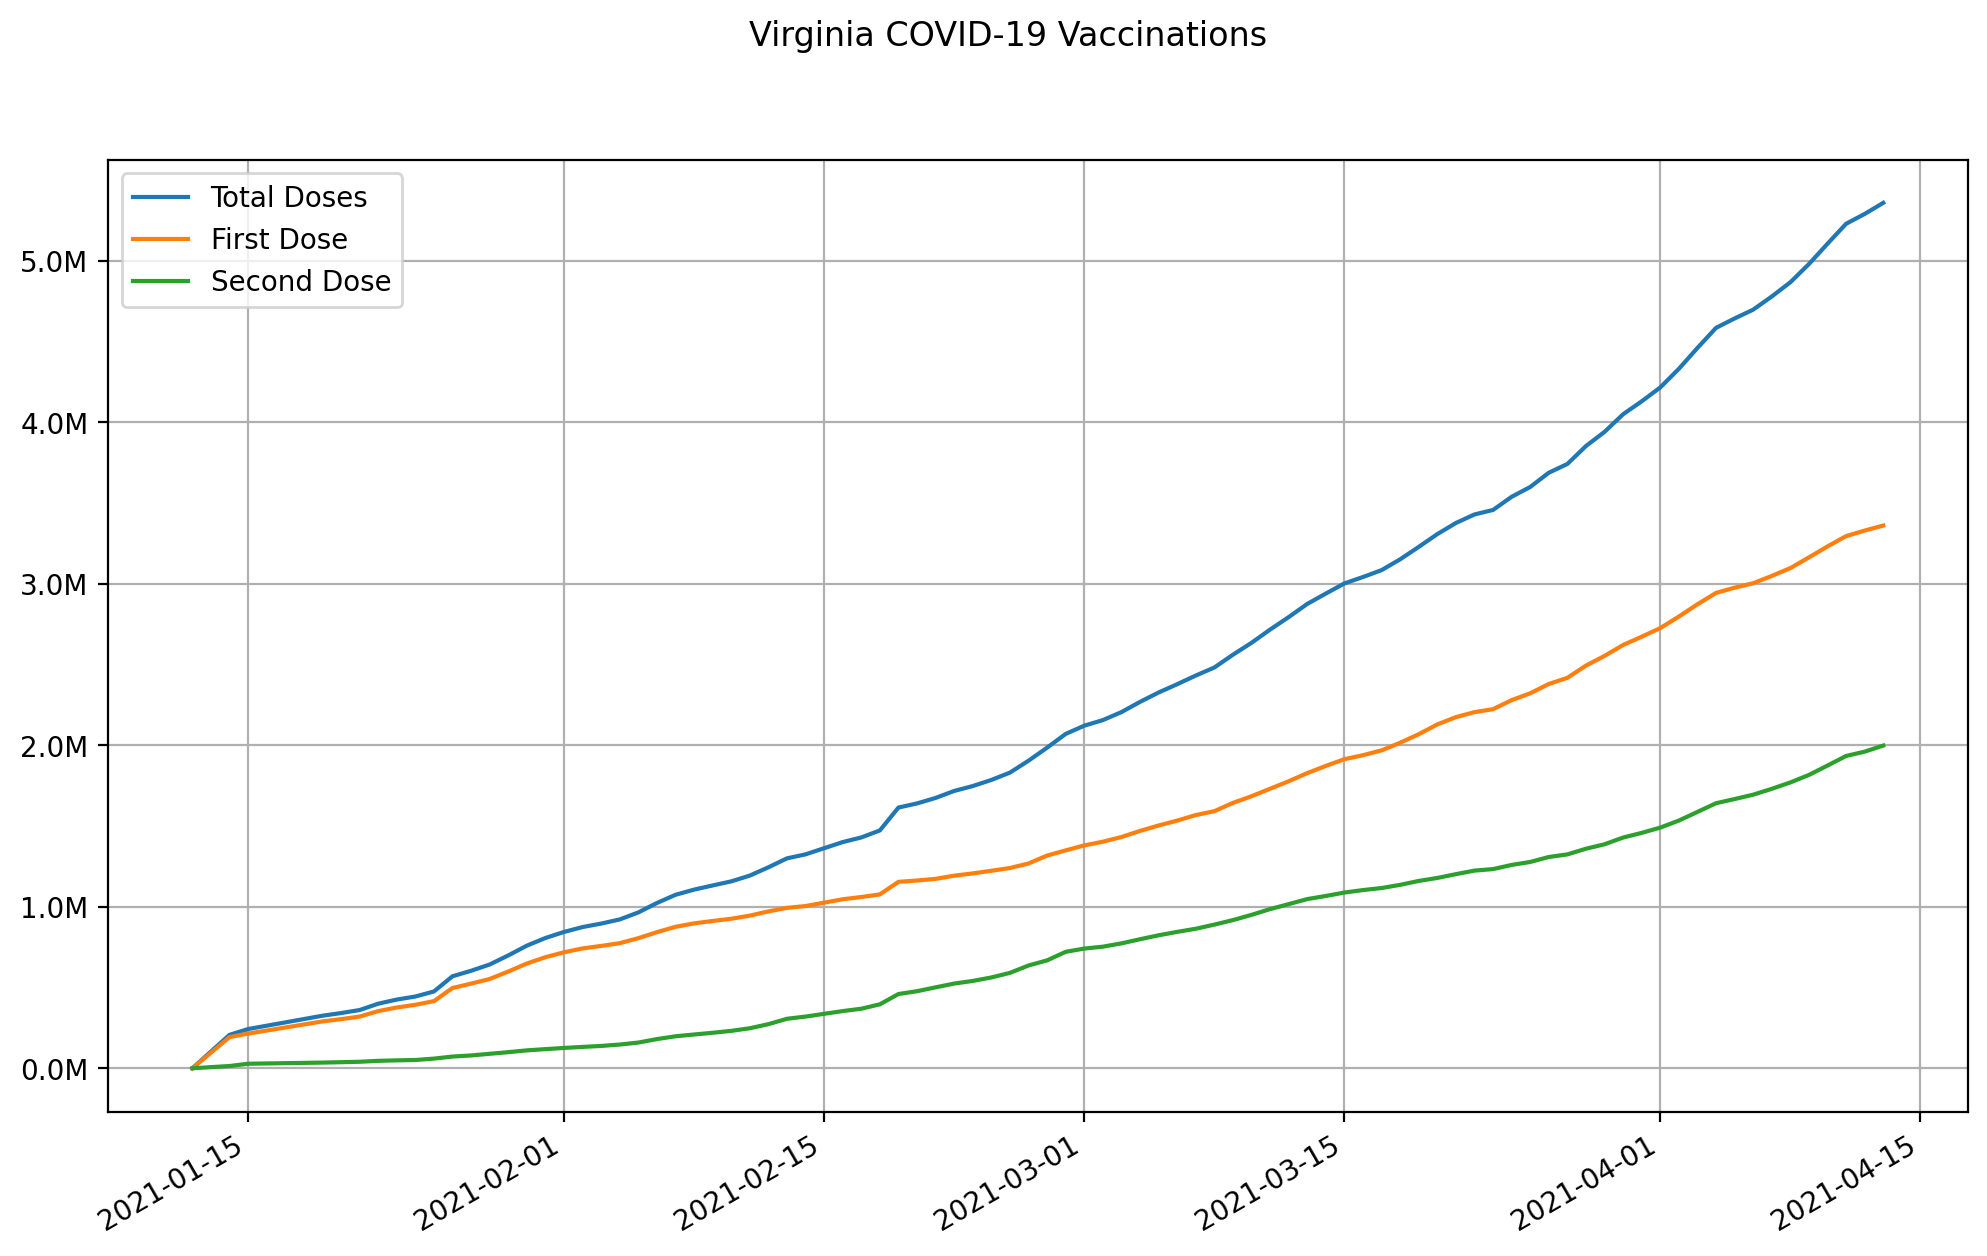 Virginia COVID-19 Vaccinations
Total Doses
First Dose
Second Dose
5.0M
4.0M
3.0M
2.0M
1.0M
0.0M
2021-01-15
2021-02-01
2021-02-15
2021-03-01
2021-03-15
2021-04-01
2021-04-15